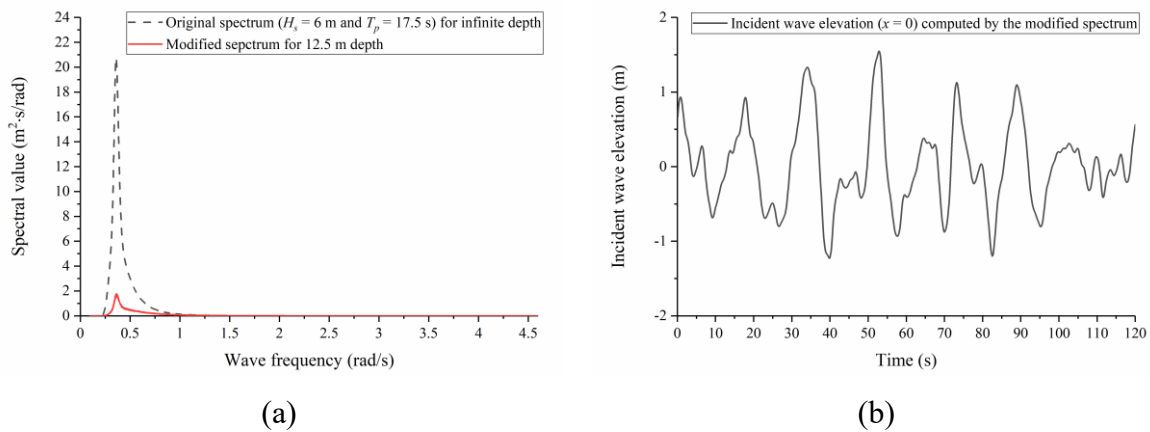 Original spectrum (Hs = 6 m and Tp = 17.5 s) for infinite depth
Modified sepctrum for 12.5 m depth
Spectral value (m²·s/rad)
24
22
20
18
16
14
12
10
8
6
4
2
0
0 0.5 1 1.5 2 2.5 3 3.5 4 4.5
Wave frequency (rad/s)
(a)
Incident wave elevation (x = 0) computed by the modified spectrum
Incident wave elevation (m)
2
1
0
-1
-2
0 10 20 30 40 50 60 70 80 90 100 110 120
Time (s)
(b)